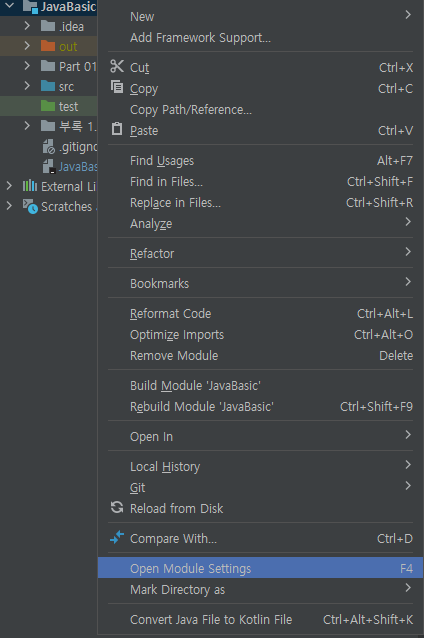 JavaBasic
.idea
out
Part 01
src
test
부록 1.
.gitign
JavaBas
External Li
Scratches
New
Add Framework Support...
Cut Ctrl+X
Copy Ctrl+C
Copy Path/Reference...
Paste Ctrl+V
Find Usages Alt+F7
Find in Files... Ctrl+Shift+F
Replace in Files... Ctrl+Shift+R
Analyze
Refactor
Bookmarks
Reformat Code Ctrl+Alt+L
Optimize Imports Ctrl+Alt+O
Remove Module Delete
Build Module 'JavaBasic'
Rebuild Module 'JavaBasic' Ctrl+Shift+F9
Open In
Local History
Git
Reload from Disk
Compare With... Ctrl+D
Open Module Settings F4
Mark Directory as
Convert Java File to Kotlin File Ctrl+Alt+Shift+K